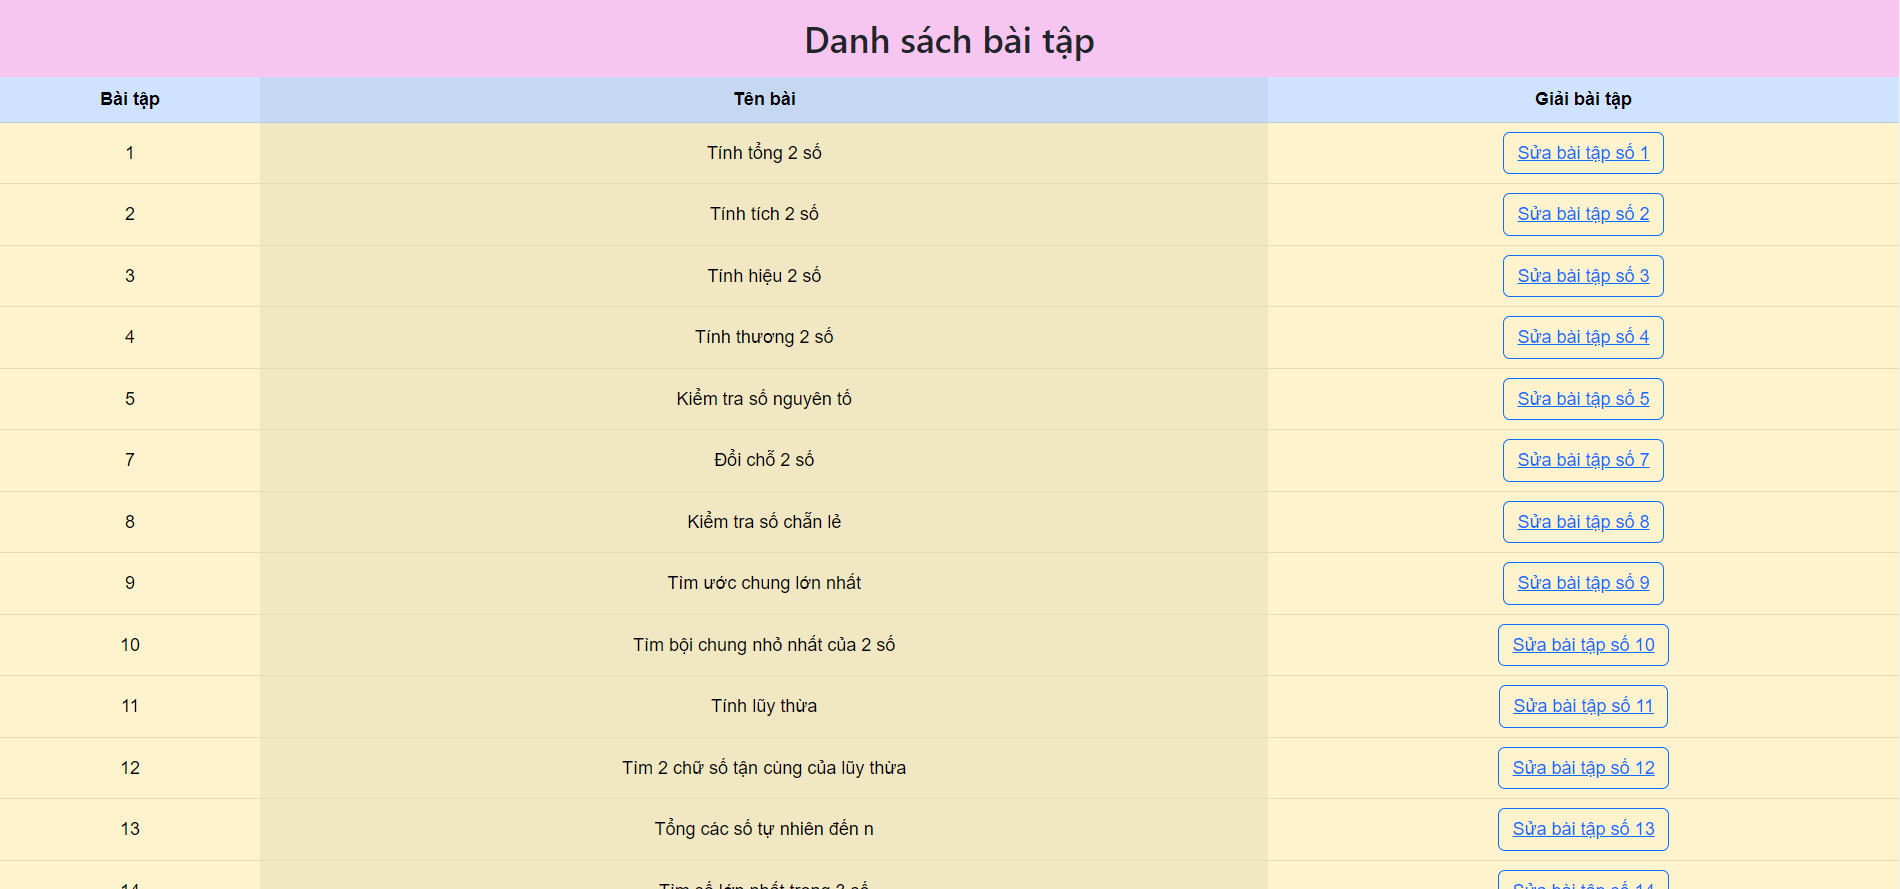 Danh sách bài tập
Bài tập Tên bài Giải bài tập
1 Tính tổng 2 số Sửa bài tập số 1
2 Tính tích 2 số Sửa bài tập số 2
3 Tính hiệu 2 số Sửa bài tập số 3
4 Tính thương 2 số Sửa bài tập số 4
5 Kiểm tra số nguyên tố Sửa bài tập số 5
7 Đổi chỗ 2 số Sửa bài tập số 7
8 Kiểm tra số chẵn lẻ Sửa bài tập số 8
9 Tìm ước chung lớn nhất Sửa bài tập số 9
10 Tìm bội chung nhỏ nhất của 2 số Sửa bài tập số 10
11 Tính lũy thừa Sửa bài tập số 11
12 Tìm 2 chữ số tận cùng của lũy thừa Sửa bài tập số 12
13 Tổng các số tự nhiên đến n Sửa bài tập số 13
14 Tìm số lớn nhất trong 3 số Sửa bài tập số 14